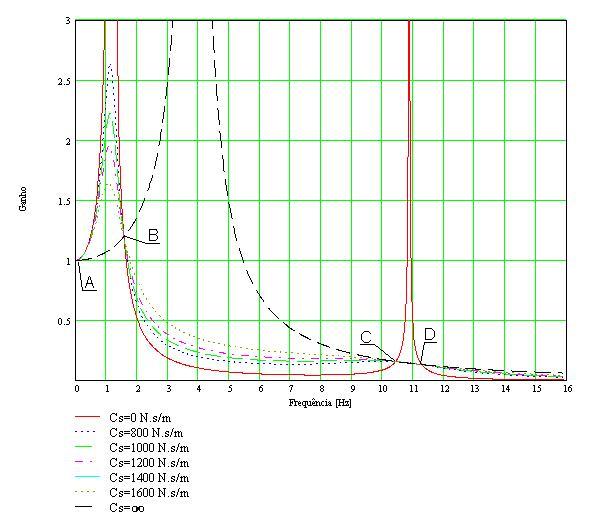 3
2.5
2
1.5
1
0.5
Ganho
A
B
C
D
0 1 2 3 4 5 6 7 8 9 10 11 12 13 14 15 16
Frequência [Hz]
Cs=0 N.s/m
Cs=800 N.s/m
Cs=1000 N.s/m
Cs=1200 N.s/m
Cs=1400 N.s/m
Cs=1600 N.s/m
Cs=∞